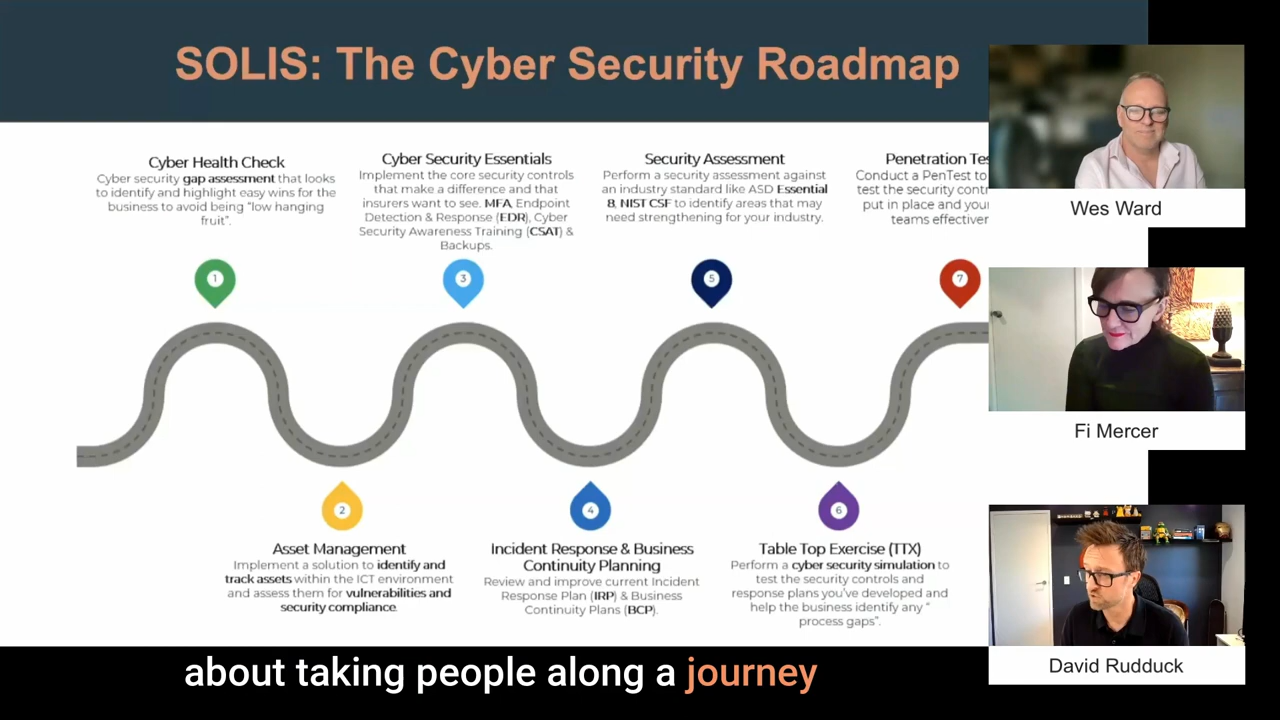 SOLIS: The Cyber Security Roadmap
Cyber Health Check
Cyber security gap assessment that looks
to identify and highlight easy wins for the
business to avoid being “low hanging
fruit”.
Cyber Security Essentials
Implement the core security controls
that make a difference and that
insurers want to see. MFA, Endpoint
Detection & Response (EDR), Cyber
Security Awareness Training (CSAT) &
Backups.
Security Assessment
Perform a security assessment against
an industry standard like ASD Essential
8, NIST CSF to identify areas that may
need strengthening for your industry.
Penetration Tes
Conduct a PenTest to
test the security contr
put in place and your
teams effectiver
1
3
5
7
2
4
6
Asset Management
Implement a solution to identify and
track assets within the ICT environment
and assess them for vulnerabilities and
security compliance.
Incident Response & Business
Continuity Planning
Review and improve current Incident
Response Plan (IRP) & Business
Continuity Plans (BCP).
Table Top Exercise (TTX)
Perform a cyber security simulation to
test the security controls and
response plans you’ve developed and
help the business identify any “
process gaps”.
Wes Ward
Fi Mercer
David Rudduck
about taking people along a journey